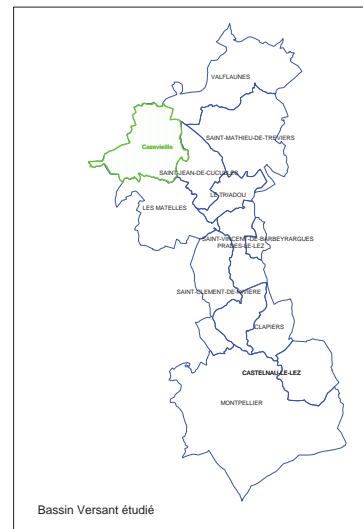 VALFLAUNES
SAINT-MATHIEU-DE-TREVIERS
Cazevieille
SAINT-JEAN-DE-CUCULLES
LE TRIADOU
LES MATELLES
SAINT-VINCENT-DE-BARBEYRARGUES
PRADES-LE-LEZ
SAINT-CLEMENT-DE-RIVIERE
CLAPIERS
CASTELNAU-LE-LEZ
MONTPELLIER
Bassin Versant étudié